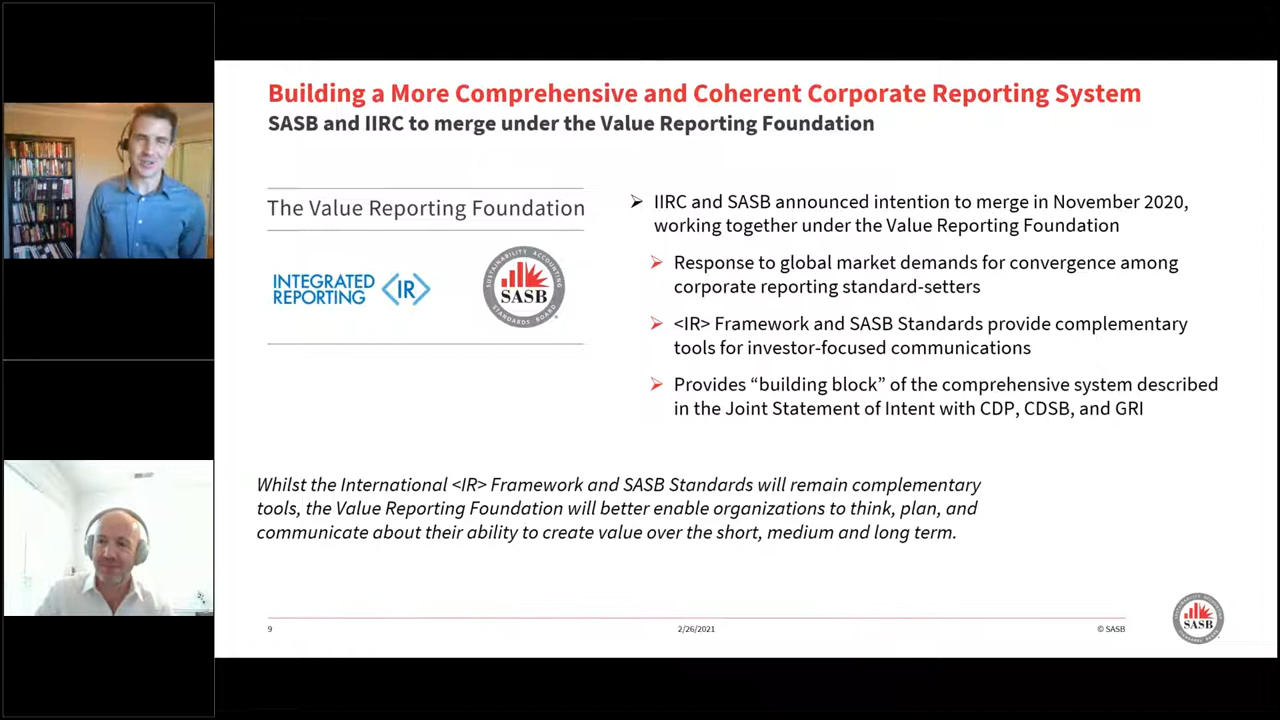 Building a More Comprehensive and Coherent Corporate Reporting System
SASB and IIRC to merge under the Value Reporting Foundation
The Value Reporting Foundation
INTEGRATED
REPORTING
<IR>
SUSTAINABILITY ACCOUNTING
SASB
STANDARDS BOARD
IIRC and SASB announced intention to merge in November 2020,
working together under the Value Reporting Foundation
Response to global market demands for convergence among
corporate reporting standard-setters
<IR> Framework and SASB Standards provide complementary
tools for investor-focused communications
Provides “building block” of the comprehensive system described
in the Joint Statement of Intent with CDP, CDSB, and GRI
Whilst the International <IR> Framework and SASB Standards will remain complementary
tools, the Value Reporting Foundation will better enable organizations to think, plan, and
communicate about their ability to create value over the short, medium and long term.
9
2/26/2021
© SASB
SASB